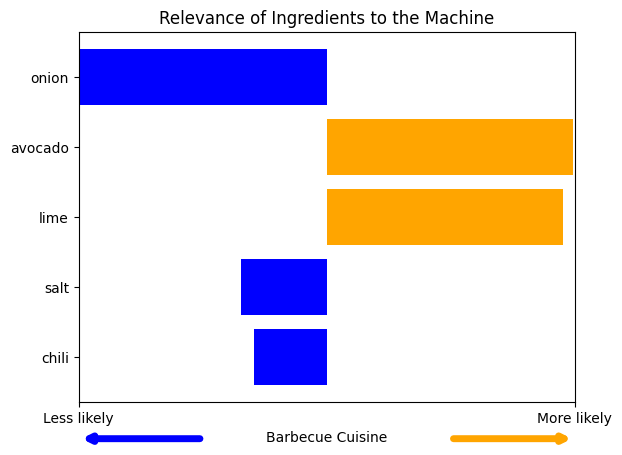 Relevance of Ingredients to the Machine
onion
avocado
lime
salt
chili
Less likely
More likely
Barbecue Cuisine